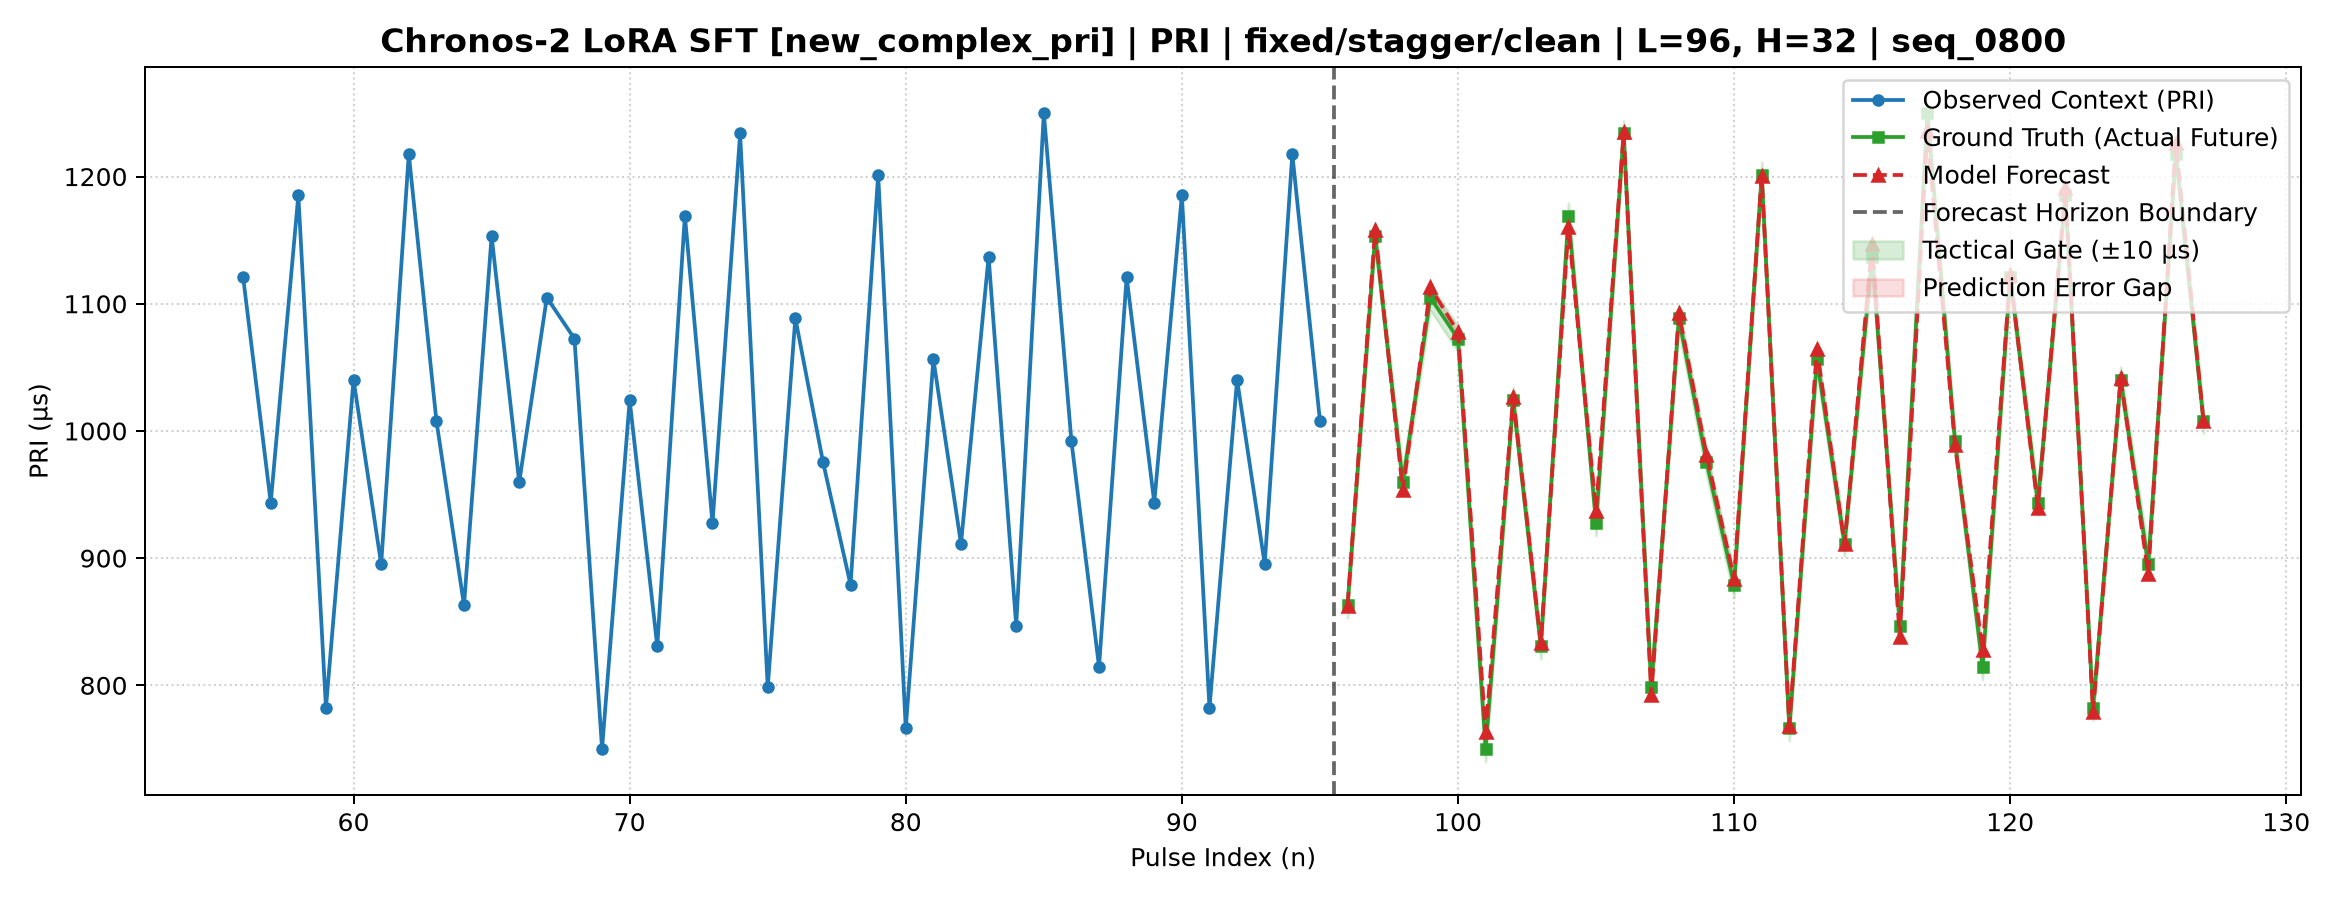 Chronos-2 LoRA SFT [new_complex_pri] | PRI | fixed/stagger/clean | L=96, H=32 | seq_0800
Observed Context (PRI)
Ground Truth (Actual Future)
Model Forecast
Forecast Horizon Boundary
Tactical Gate (±10 μs)
Prediction Error Gap
PRI (μs)
1200
1100
1000
900
800
60 70 80 90 100 110 120 130
Pulse Index (n)